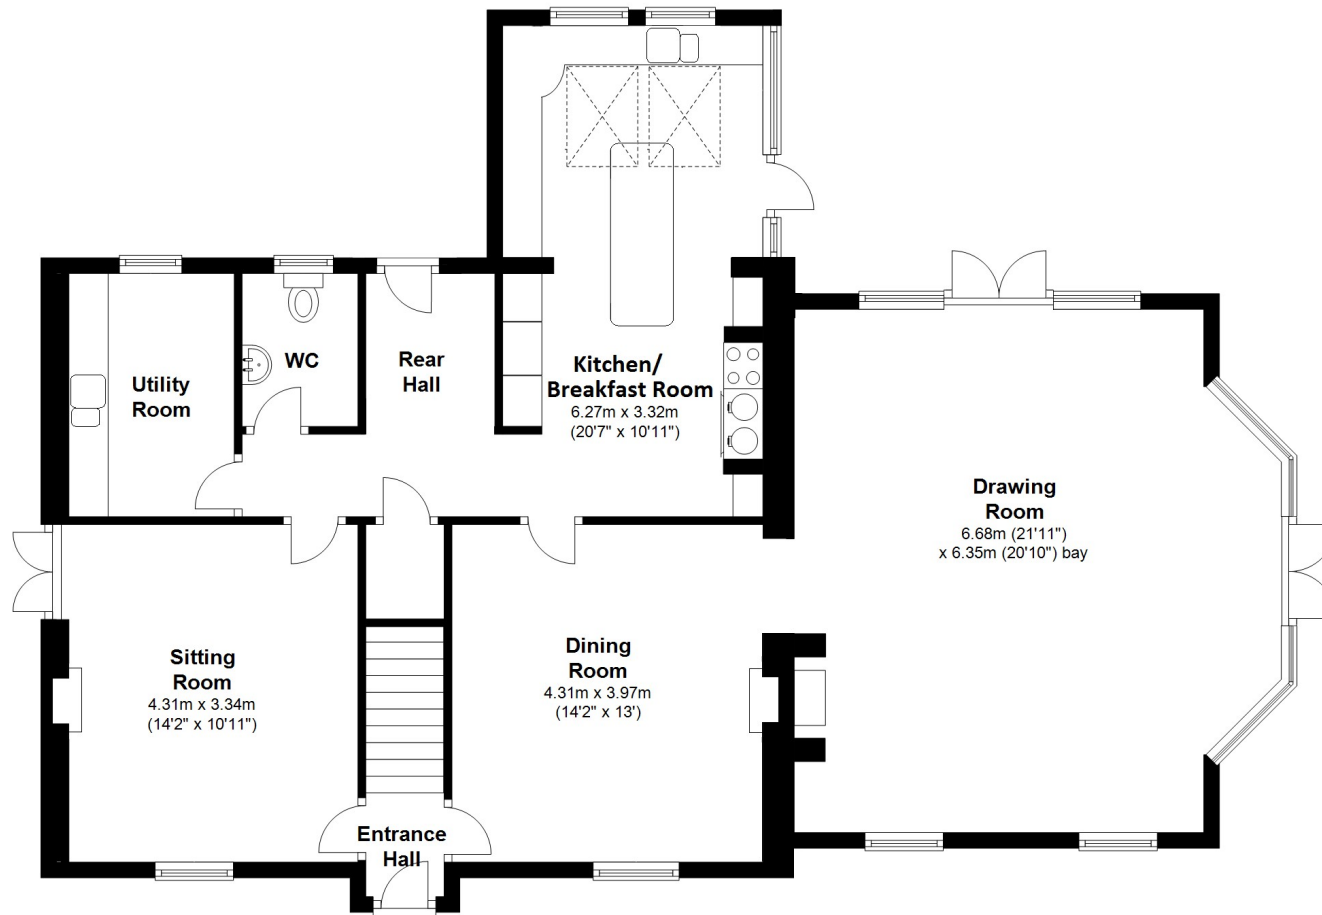 Kitchen/
Breakfast Room
6.27m x 3.32m
(20'7" x 10'11")
WC
Rear
Hall
Utility
Room
Drawing
Room
6.68m (21'11")
x 6.35m (20'10") bay
Sitting
Room
4.31m x 3.34m
(14'2" x 10'11")
Dining
Room
4.31m x 3.97m
(14'2" x 13')
Entrance
Hall